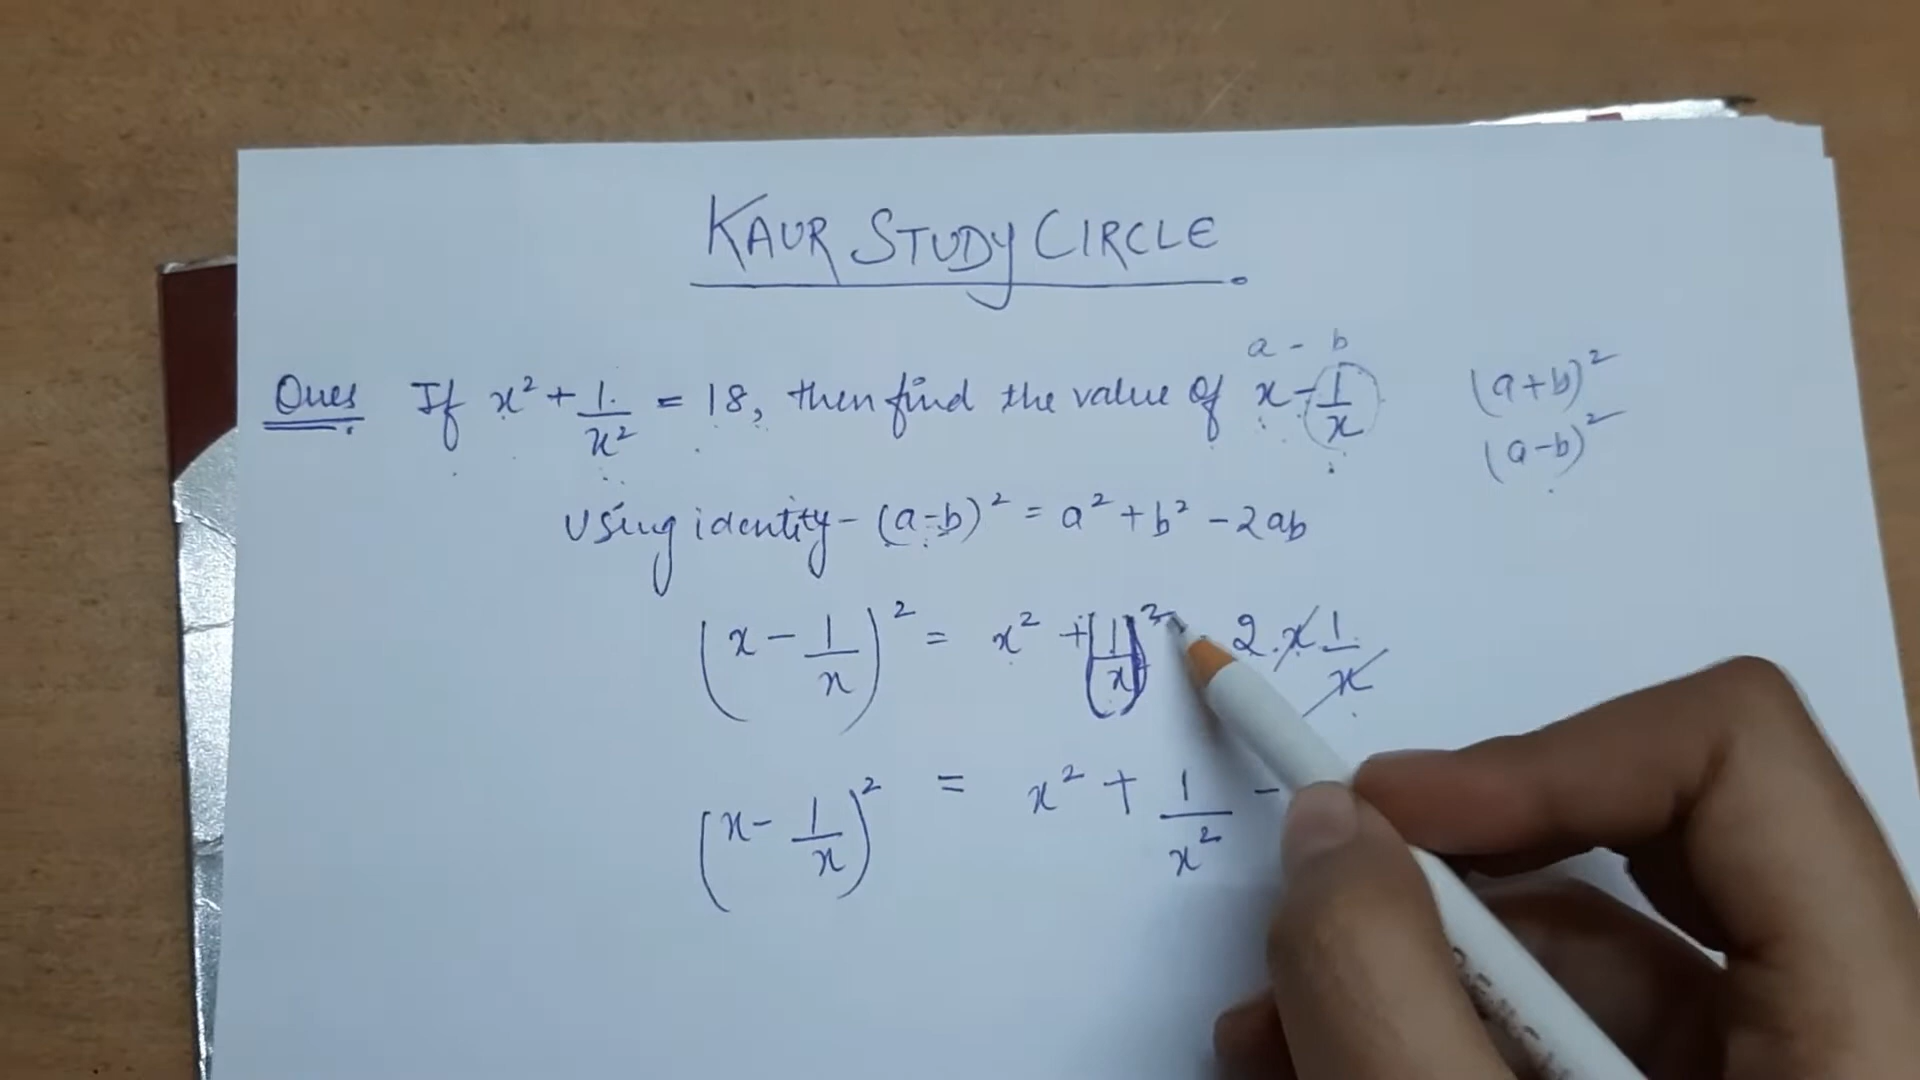 KAUR STUDY CIRCLE
a - b
Ques If x² + 1/x² = 18, then find the value of x - 1/x
(a+b)²
(a-b)²
Using identity - (a-b)² = a² + b² - 2ab
(x - 1/x)² = x² + (1/x)² 2.x 1/x
(x - 1/x)² = x² + 1/x² -